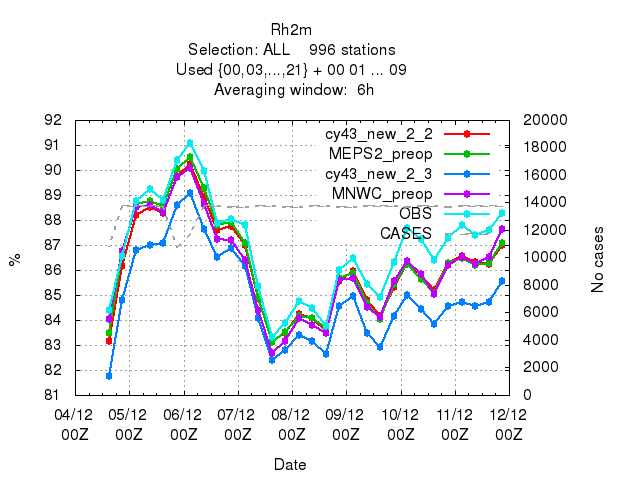 Rh2m
Selection: ALL 996 stations
Used {00,03,...,21} + 00 01 ... 09
Averaging window: 6h
92 20000
91 18000
90 16000
89 14000
88 12000
87 10000
86 8000
85 6000
84 4000
83 2000
82 0
81
%
No cases
cy43_new_2_2
MEPS2_preop
cy43_new_2_3
MNWC_preop
OBS
CASES
04/12 05/12 06/12 07/12 08/12 09/12 10/12 11/12 12/12
00Z 00Z 00Z 00Z 00Z 00Z 00Z 00Z 00Z
Date